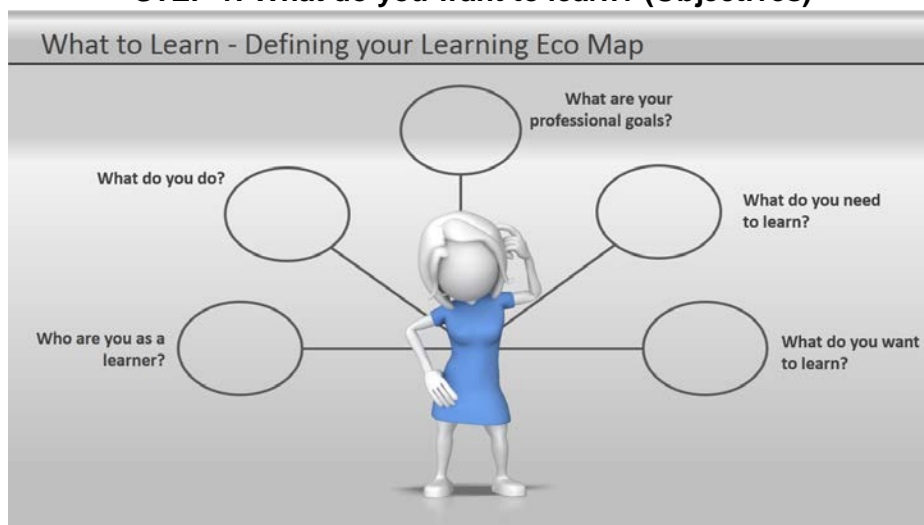 What to Learn - Defining your Learning Eco Map
What are your
professional goals?
What do you do?
What do you need
to learn?
Who are you as a
learner?
What do you want
to learn?